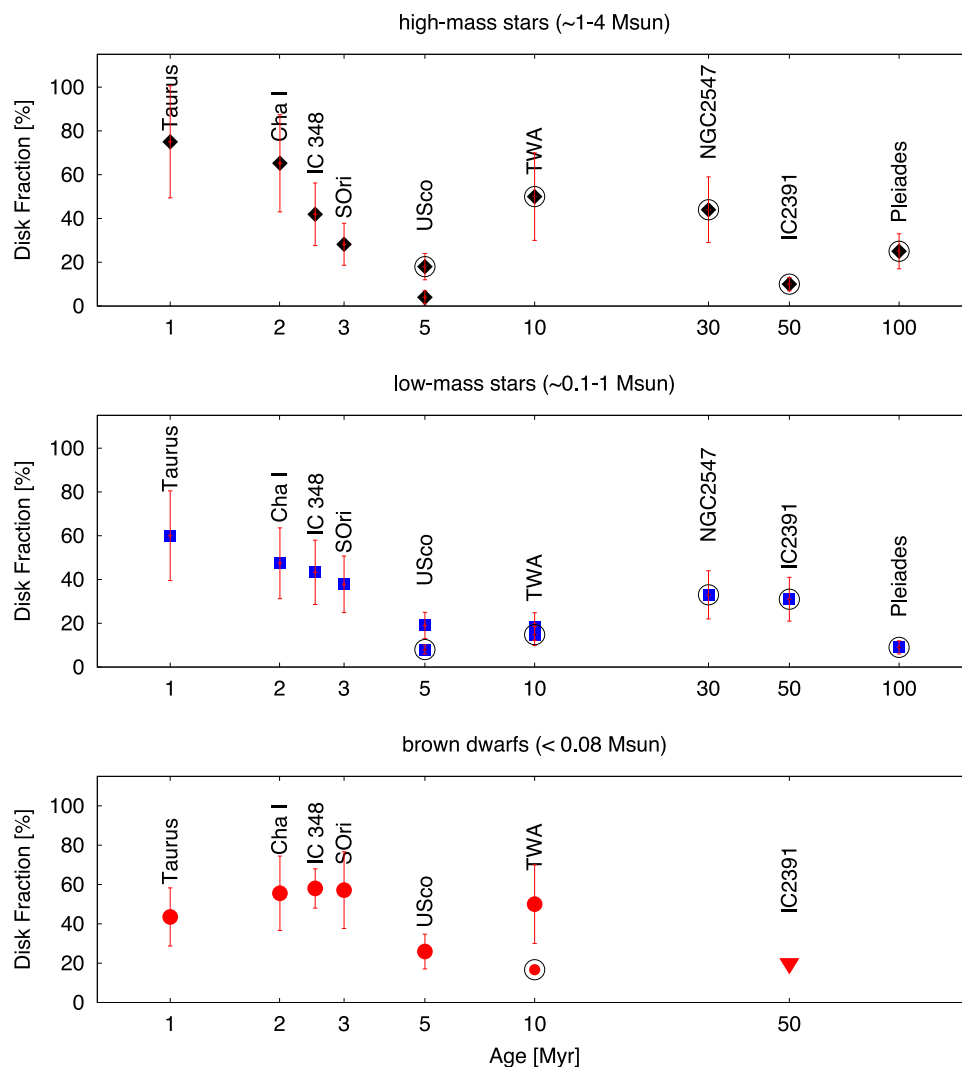 high-mass stars (~1-4 Msun)
Disk Fraction [%]
100
80
60
40
20
0
Taurus
Cha I
IC 348
SOri
USco
TWA
NGC2547
IC2391
Pleiades
1
2
3
5
10
30
50
100
low-mass stars (~0.1-1 Msun)
Disk Fraction [%]
100
80
60
40
20
0
Taurus
Cha I
IC 348
SOri
USco
TWA
NGC2547
IC2391
Pleiades
1
2
3
5
10
30
50
100
brown dwarfs (< 0.08 Msun)
Disk Fraction [%]
100
80
60
40
20
0
Taurus
Cha I
IC 348
SOri
USco
TWA
IC2391
1
2
3
5
10
50
Age [Myr]